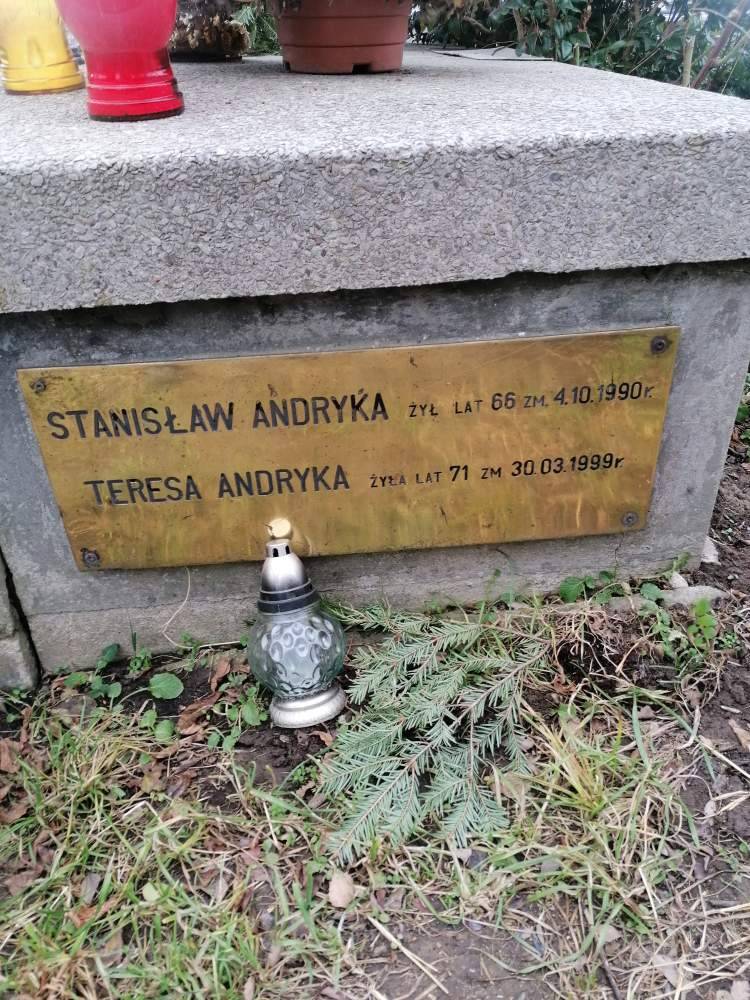 STANISŁAW ANDRYKA ŻYŁ LAT 66 ZM. 4.10.1990r.
TERESA ANDRYKA ŻYŁA LAT 71 ZM 30.03.1999r.